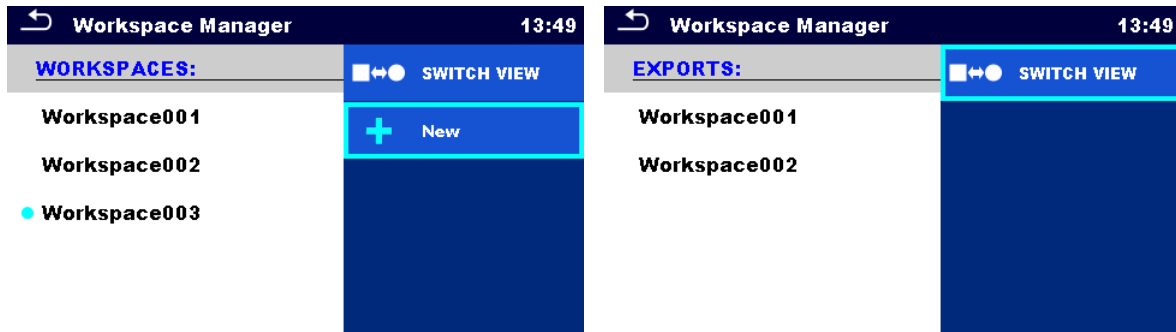 Workspace Manager 13:49
WORKSPACES:
SWITCH VIEW
Workspace001
New
Workspace002
Workspace003
Workspace Manager 13:49
EXPORTS:
SWITCH VIEW
Workspace001
Workspace002